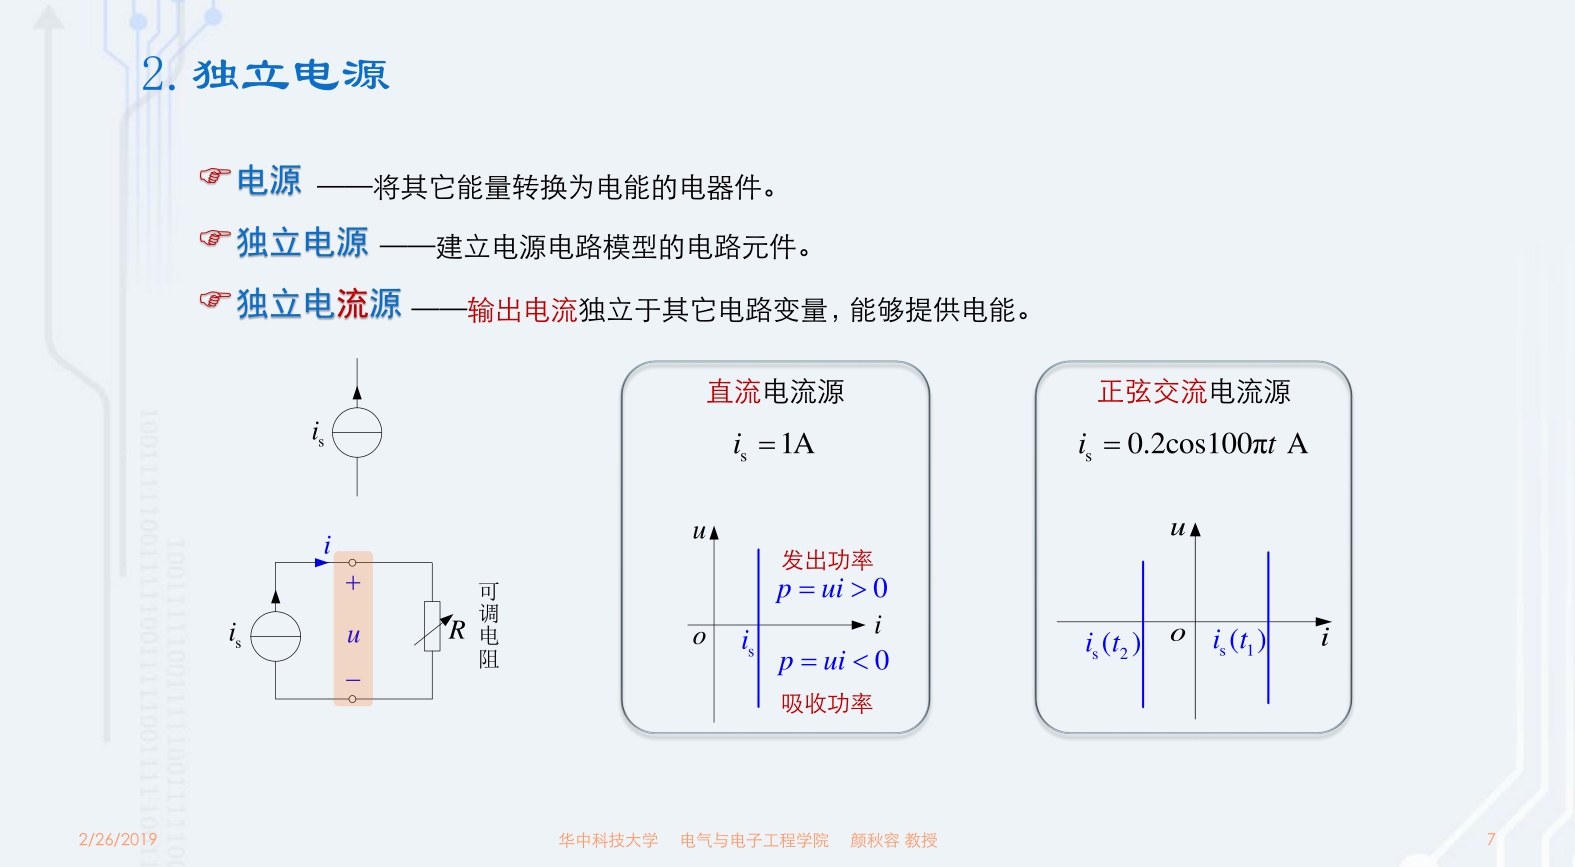 2. 独立电源
☞电源 ——将其它能量转换为电能的电器件。
☞独立电源 ——建立电源电路模型的电路元件。
☞独立电流源 ——输出电流独立于其它电路变量，能够提供电能。
i_s
i
+
u
−
i_s
R
可调电阻
直流电流源
i_s = 1A
u
发出功率
p = ui > 0
i
o
i_s
p = ui < 0
吸收功率
正弦交流电流源
i_s = 0.2cos100πt A
u
i_s(t_2)
o
i_s(t_1)
i
2/26/2019
华中科技大学 电气与电子工程学院 颜秋容 教授
7